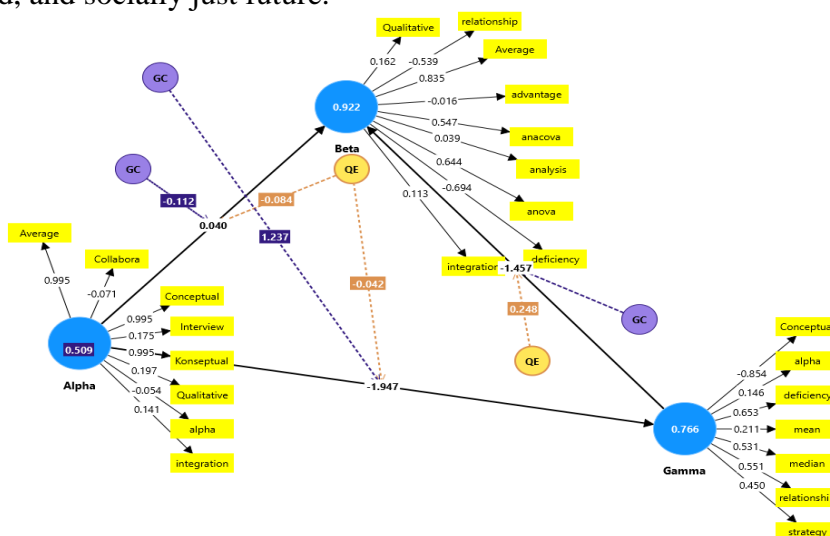 d, and socially just future.
Qualitative
relationship
Average
advantage
anacova
analysis
anova
deficiency
integration
0.162
-0.539
0.835
-0.016
0.547
0.039
0.644
-0.694
0.113
0.922
Beta
GC
GC
QE
-0.112
-0.084
0.040
1.237
-0.042
-1.457
0.248
GC
QE
-1.947
Average
Collabora
Conceptual
Interview
Konseptual
Qualitative
alpha
integration
0.995
-0.071
0.995
0.175
0.995
0.197
-0.054
0.141
0.509
Alpha
0.766
Gamma
Conceptual
alpha
deficiency
mean
median
relationshi
strategy
-0.854
0.146
0.653
0.211
0.531
0.551
0.450